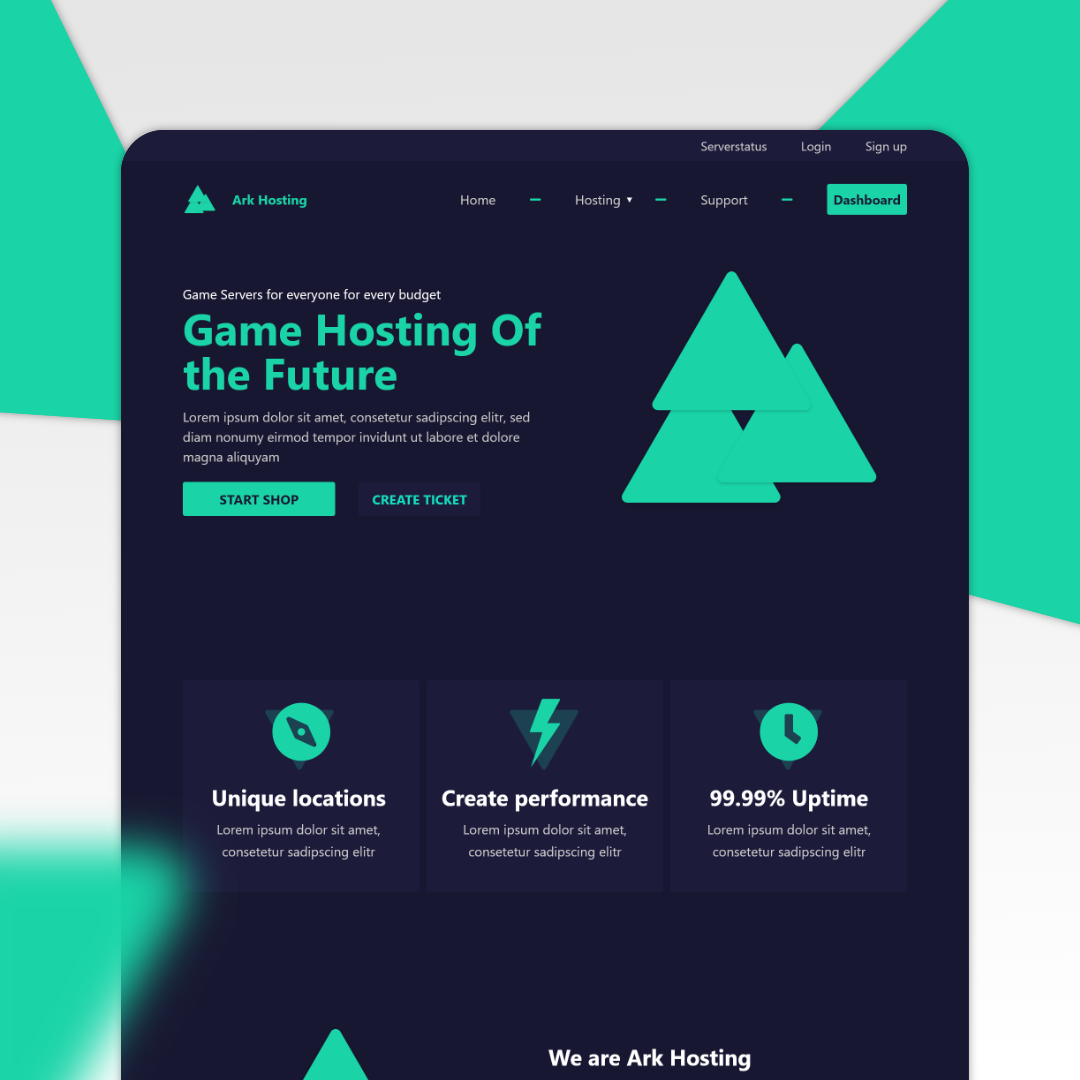 Serverstatus Login Sign up
Ark Hosting Home Hosting ▾ Support Dashboard
Game Servers for everyone for every budget
Game Hosting Of
the Future
Lorem ipsum dolor sit amet, consetetur sadipscing elitr, sed
diam nonumy eirmod tempor invidunt ut labore et dolore
magna aliquyam
START SHOP CREATE TICKET
Unique locations
Lorem ipsum dolor sit amet,
consetetur sadipscing elitr
Create performance
Lorem ipsum dolor sit amet,
consetetur sadipscing elitr
99.99% Uptime
Lorem ipsum dolor sit amet,
consetetur sadipscing elitr
We are Ark Hosting